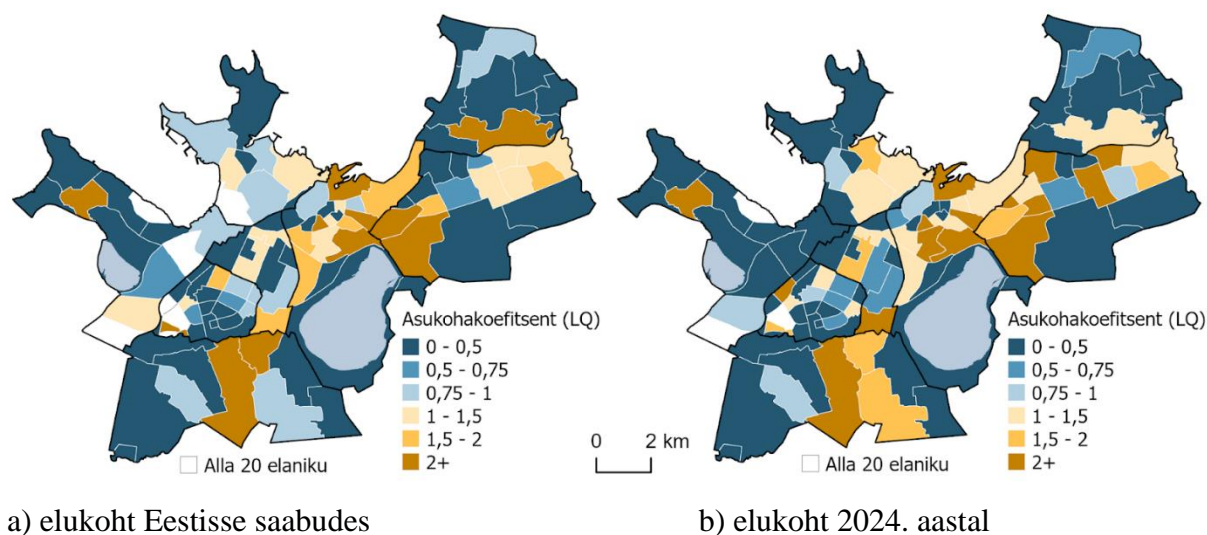 Asukohakoefitsent (LQ)
0 - 0,5
0,5 - 0,75
0,75 - 1
1 - 1,5
1,5 - 2
2+
Alla 20 elaniku
0 2 km
Asukohakoefitsent (LQ)
0 - 0,5
0,5 - 0,75
0,75 - 1
1 - 1,5
1,5 - 2
2+
Alla 20 elaniku
a) elukoht Eestisse saabudes
b) elukoht 2024. aastal